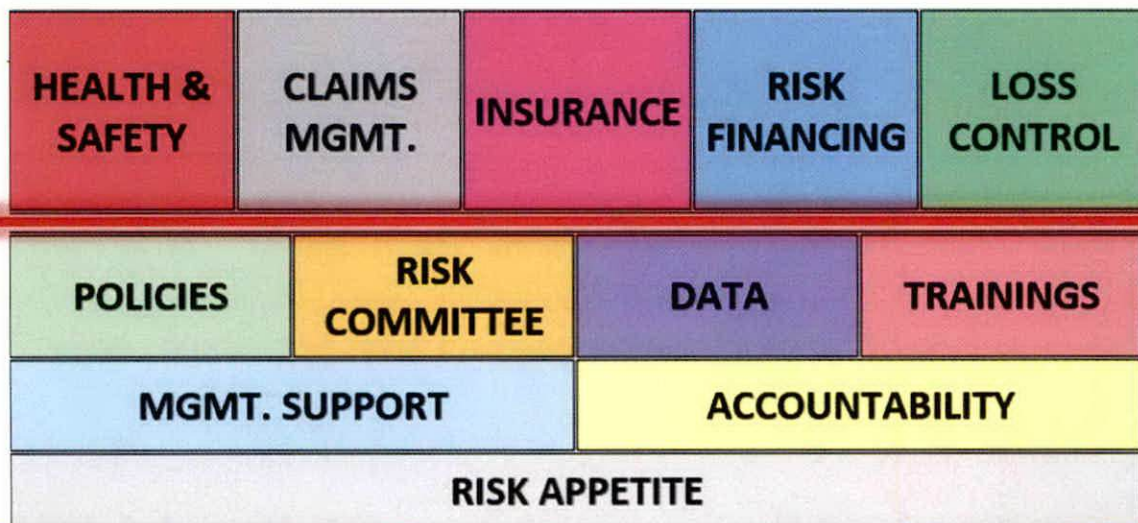 HEALTH &
SAFETY
CLAIMS
MGMT.
INSURANCE
RISK
FINANCING
LOSS
CONTROL
POLICIES
RISK
COMMITTEE
DATA
TRAININGS
MGMT. SUPPORT
ACCOUNTABILITY
RISK APPETITE